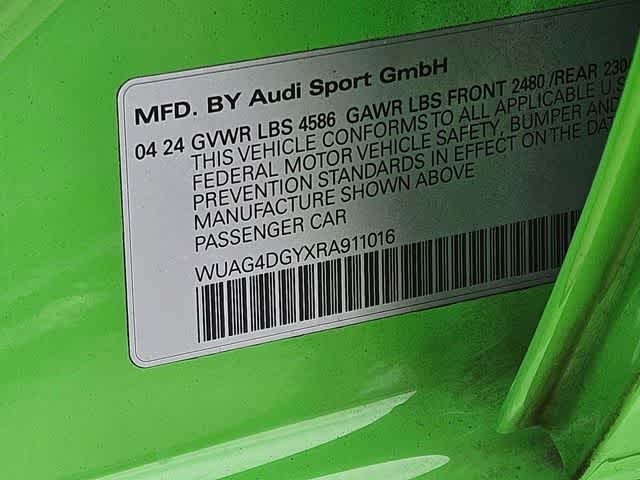 MFD. BY Audi Sport GmbH
04 24 GVWR LBS 4586 GAWR LBS FRONT 2480/REAR 230
THIS VEHICLE CONFORMS TO ALL APPLICABLE U.S
FEDERAL MOTOR VEHICLE SAFETY, BUMPER AND
PREVENTION STANDARDS IN EFFECT ON THE DAT
MANUFACTURE SHOWN ABOVE
PASSENGER CAR
WUAG4DGYXRA911016